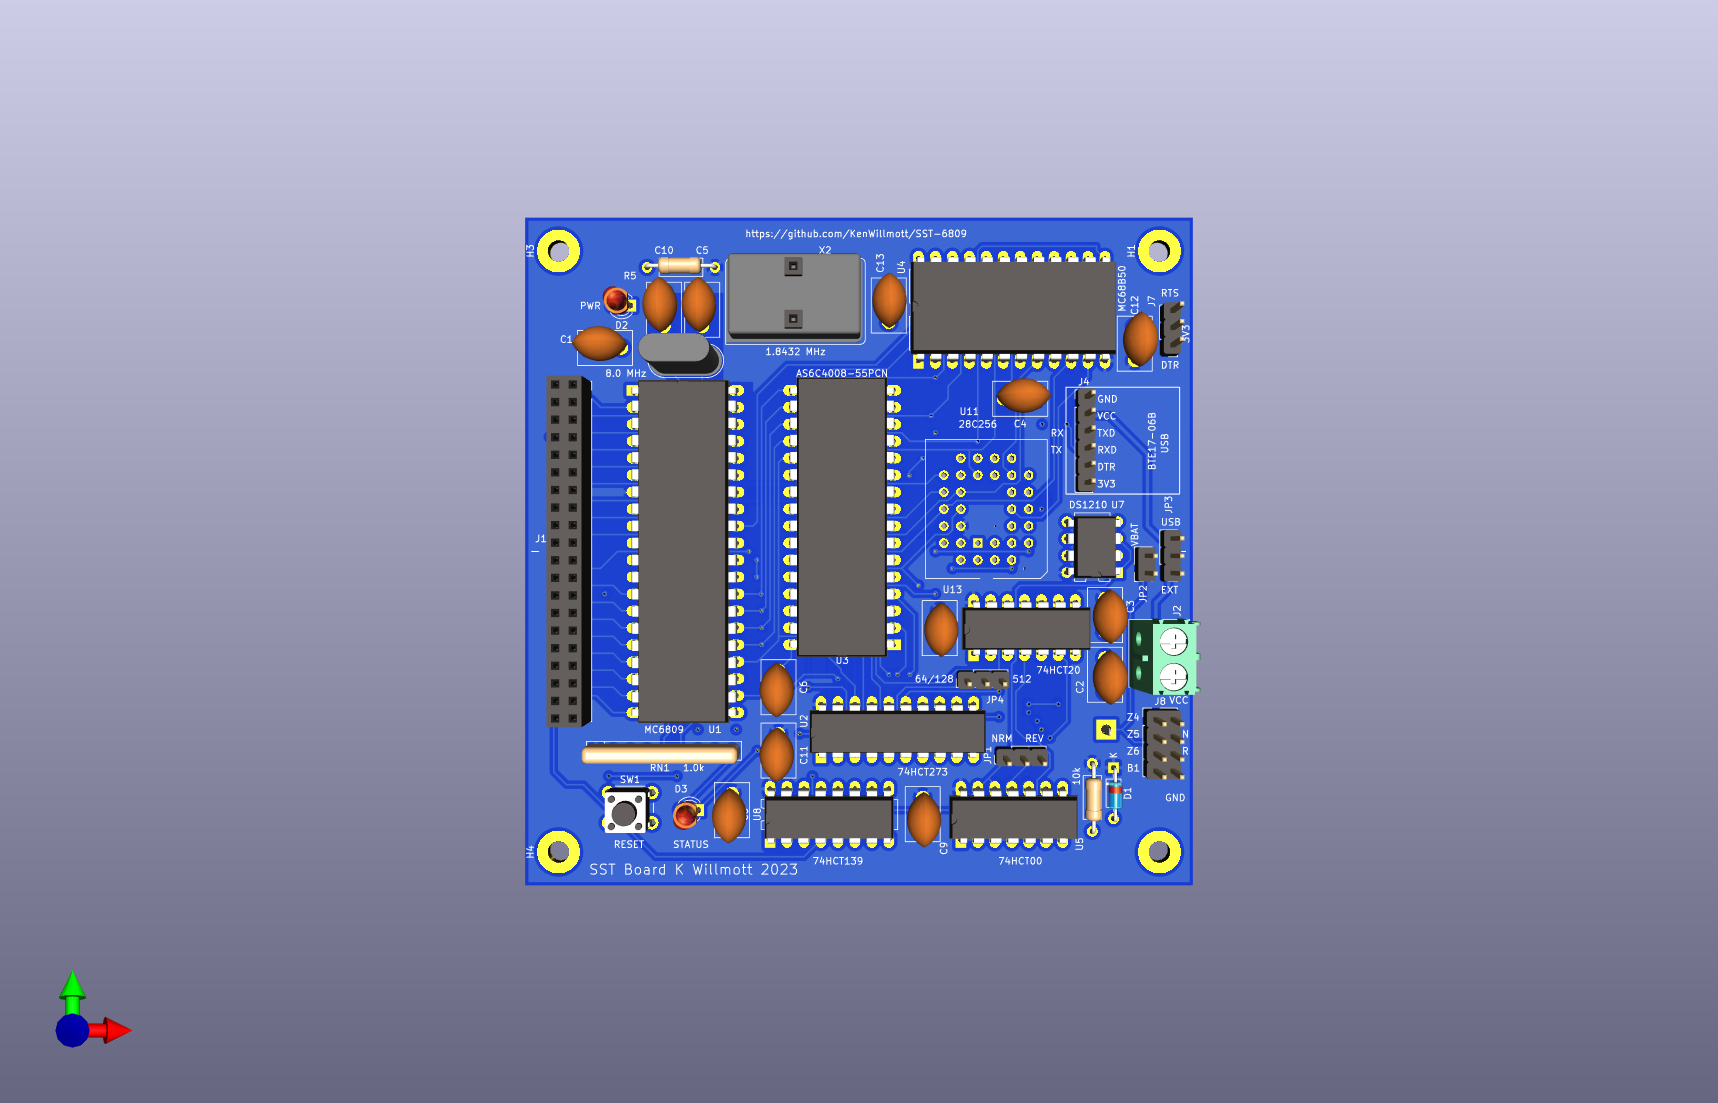 https://github.com/KenWillmott/SST-6809
H3
H1
C10
C5
X2
C13
U4
R5
PWR
D2
C1
MC68B50
C12
J7
RTS
3V3
DTR
1.8432 MHz
8.0 MHz
AS6C4008-55PCN
J4
GND
VCC
TXD
RXD
DTR
3V3
RX
TX
BTE17-06B
USB
U11
28C256
C4
DS1210 U7
JP3
USB
VBAT
JP2
EXT
J1
U13
C3
J2
74HCT20
U3
64/128
512
JP4
C2
C6
J8 VCC
Z4
Z5
Z6
B1
N
R
GND
MC6809
U1
U2
C11
NRM
REV
JP1
74HCT273
RN1
1.0k
SW1
D3
10k
K
D1
U8
RESET
STATUS
74HCT139
C9
74HCT00
U5
H4
SST Board K Willmott 2023